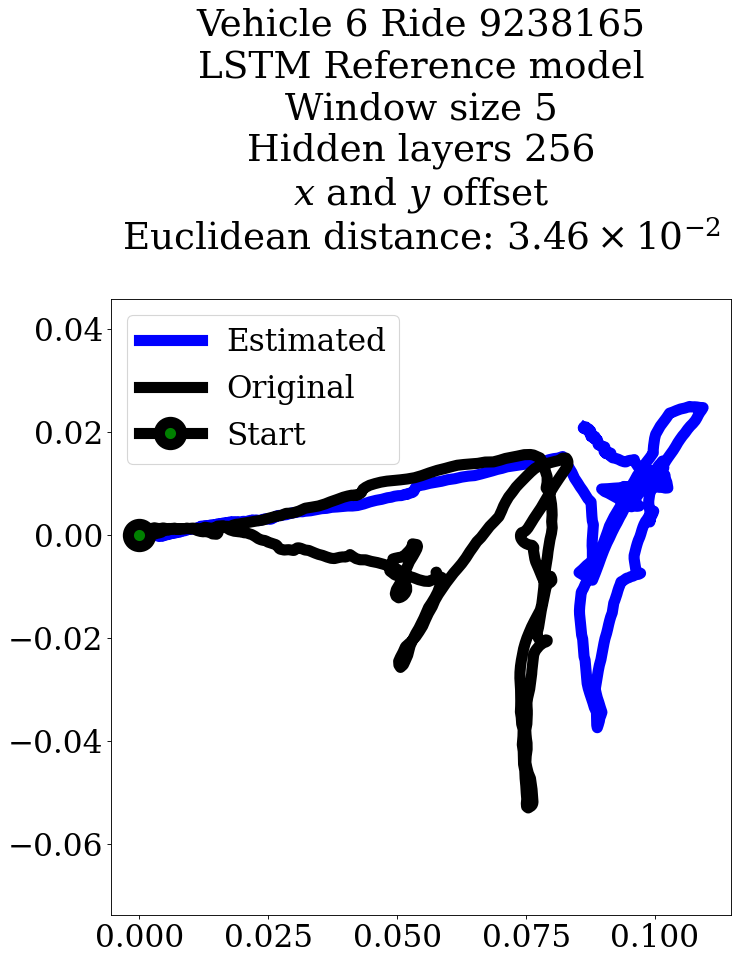 Vehicle 6 Ride 9238165
LSTM Reference model
Window size 5
Hidden layers 256
x and y offset
Euclidean distance: 3.46 × 10⁻²
Estimated
Original
Start
0.04
0.02
0.00
−0.02
−0.04
−0.06
0.000 0.025 0.050 0.075 0.100